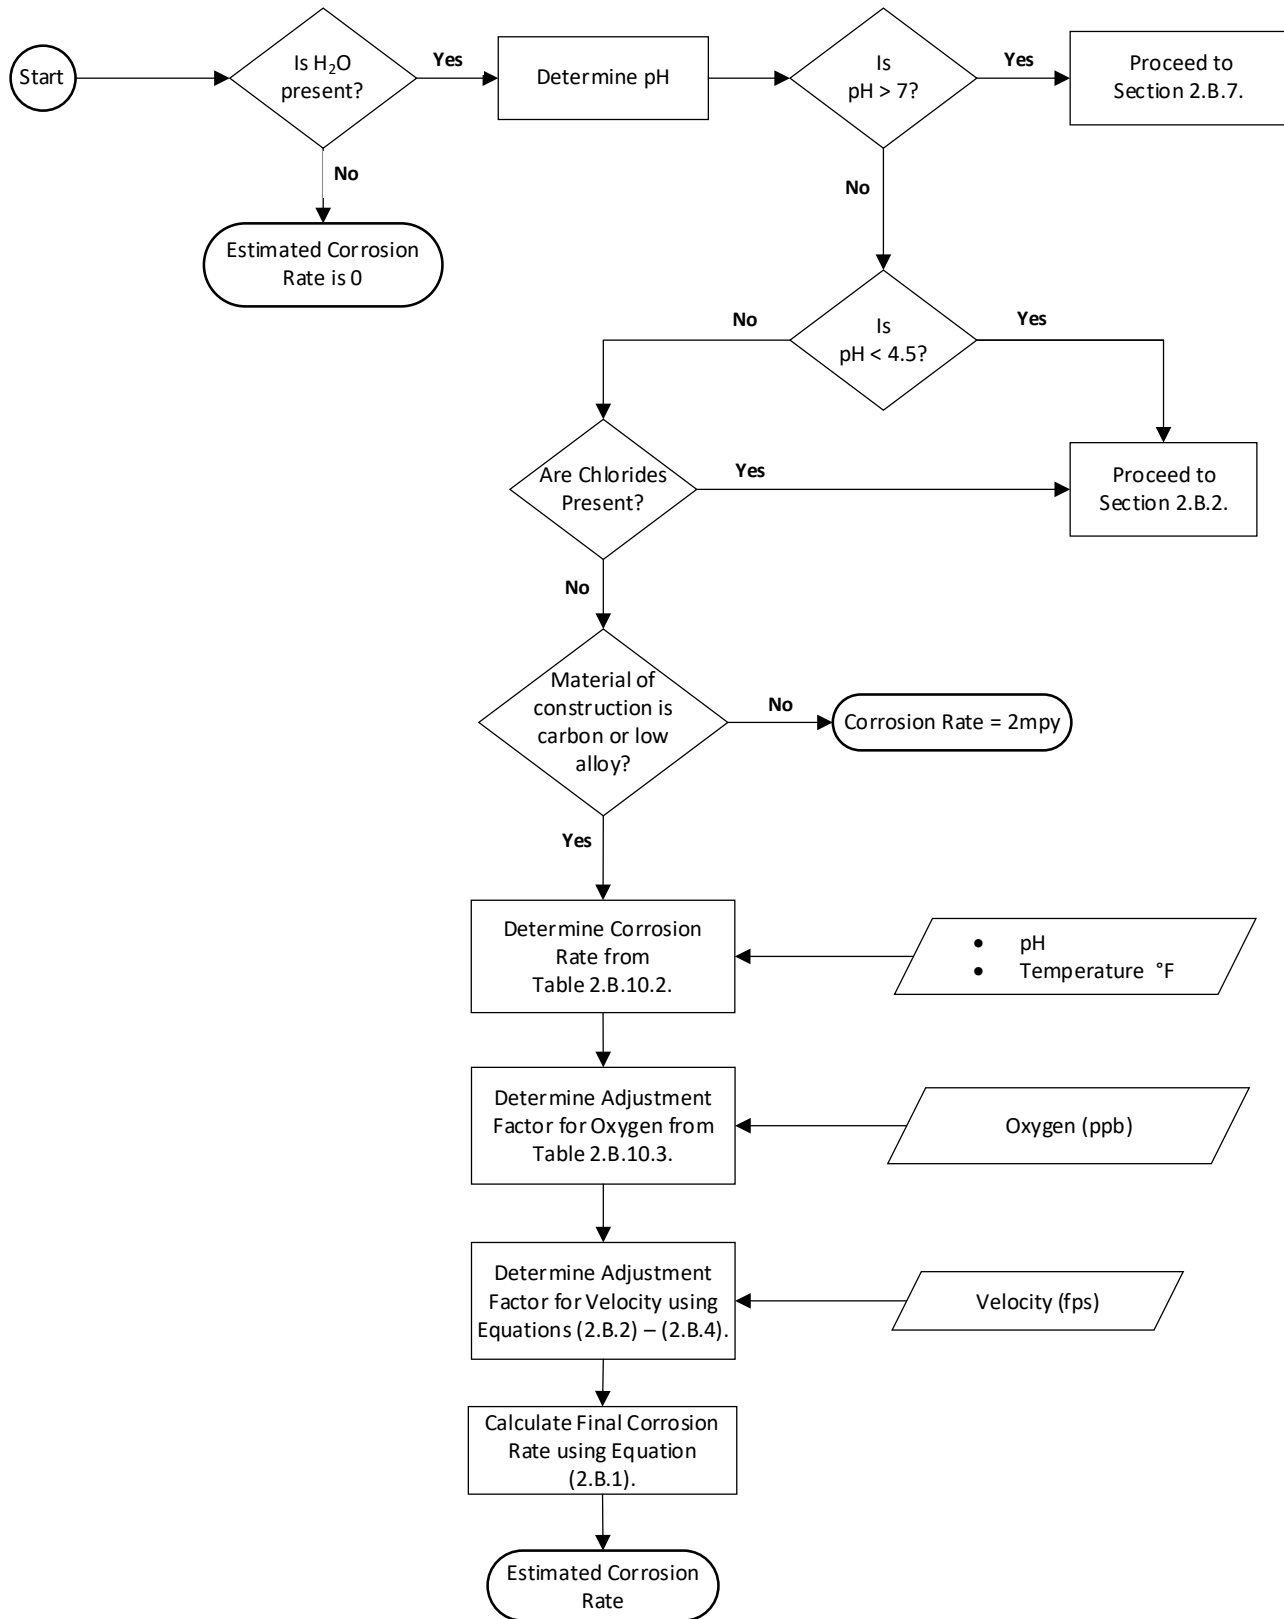 Start
Is H₂O
present?
Yes
Determine pH
Is
pH > 7?
Yes
Proceed to
Section 2.B.7.
No
Estimated Corrosion
Rate is 0
No
Is
pH < 4.5?
No
Yes
Are Chlorides
Present?
Yes
Proceed to
Section 2.B.2.
No
Material of
construction is
carbon or low
alloy?
No
Corrosion Rate = 2mpy
Yes
Determine Corrosion
Rate from
Table 2.B.10.2.
• pH
• Temperature °F
Determine Adjustment
Factor for Oxygen from
Table 2.B.10.3.
Oxygen (ppb)
Determine Adjustment
Factor for Velocity using
Equations (2.B.2) – (2.B.4).
Velocity (fps)
Calculate Final Corrosion
Rate using Equation
(2.B.1).
Estimated Corrosion
Rate